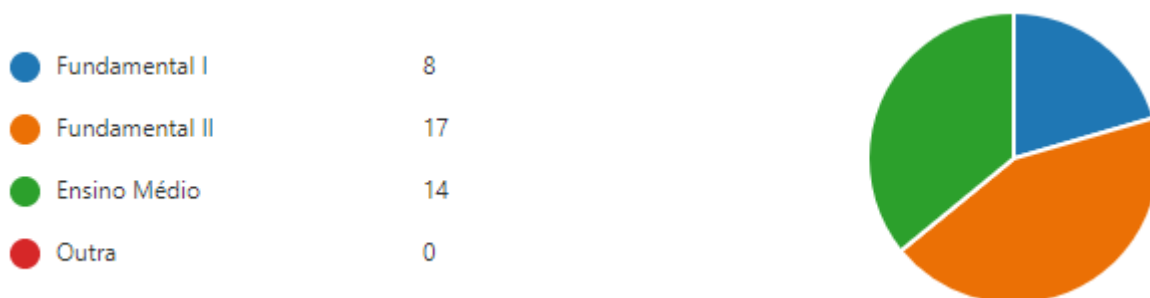 Fundamental I 8
Fundamental II 17
Ensino Médio 14
Outra 0